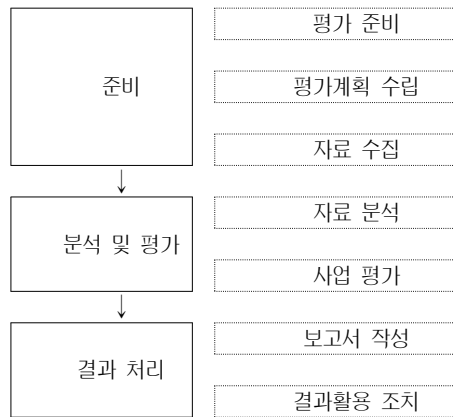 평가 준비
준비
평가계획 수립
자료 수집
자료 분석
분석 및 평가
사업 평가
보고서 작성
결과 처리
결과활용 조치